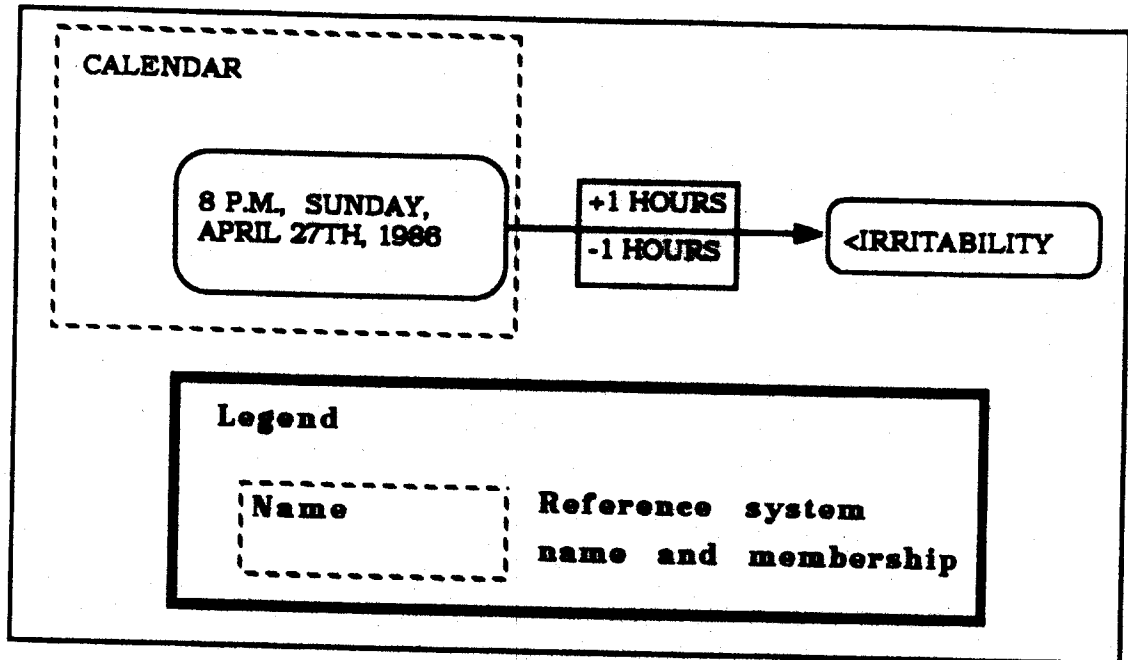 CALENDAR
8 P.M., SUNDAY,
APRIL 27TH, 1986
+1 HOURS
-1 HOURS
<IRRITABILITY
Legend
Name
Reference system
name and membership